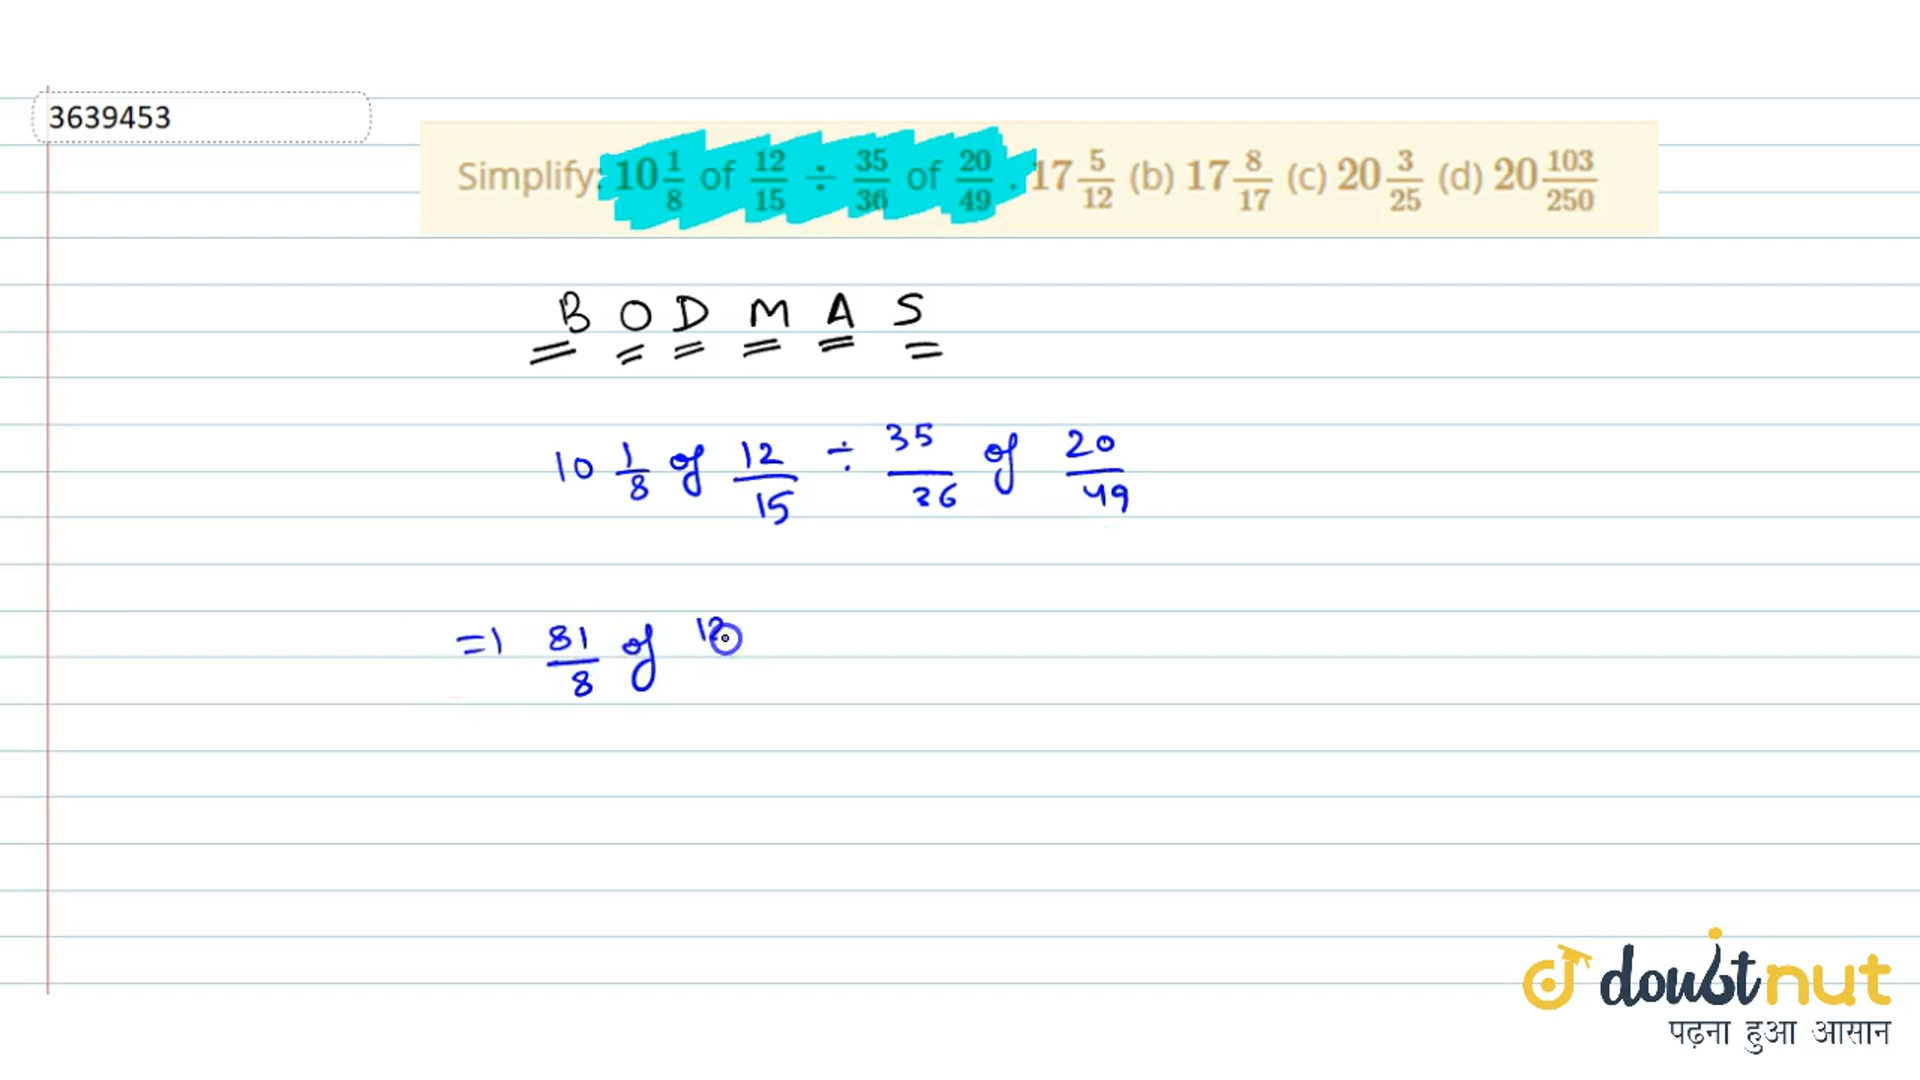 3639453
Simplify: 10 1/8 of 12/15 ÷ 35/36 of 20/49 . 17 5/12 (b) 17 8/17 (c) 20 3/25 (d) 20 103/250
B O D M A S
10 1/8 of 12/15 ÷ 35/36 of 20/49
=1 81/8 of 12
doubtnut
पढ़ना हुआ आसान